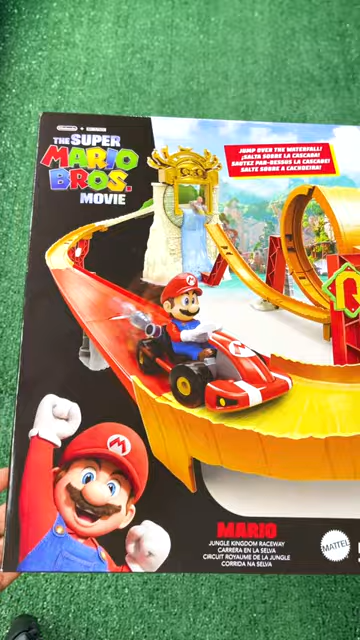 Nintendo
THE SUPER
MARIO
BROS.
MOVIE
JUMP OVER THE WATERFALL!
¡SALTA SOBRE LA CASCADA!
SAUTEZ PAR-DESSUS LA CASCADE!
SALTE SOBRE A CACHOEIRA!
M
M
MARIO
JUNGLE KINGDOM RACEWAY
CARRERA EN LA SELVA
CIRCUIT ROYAUME DE LA JUNGLE
CORRIDA NA SELVA
MATTEL